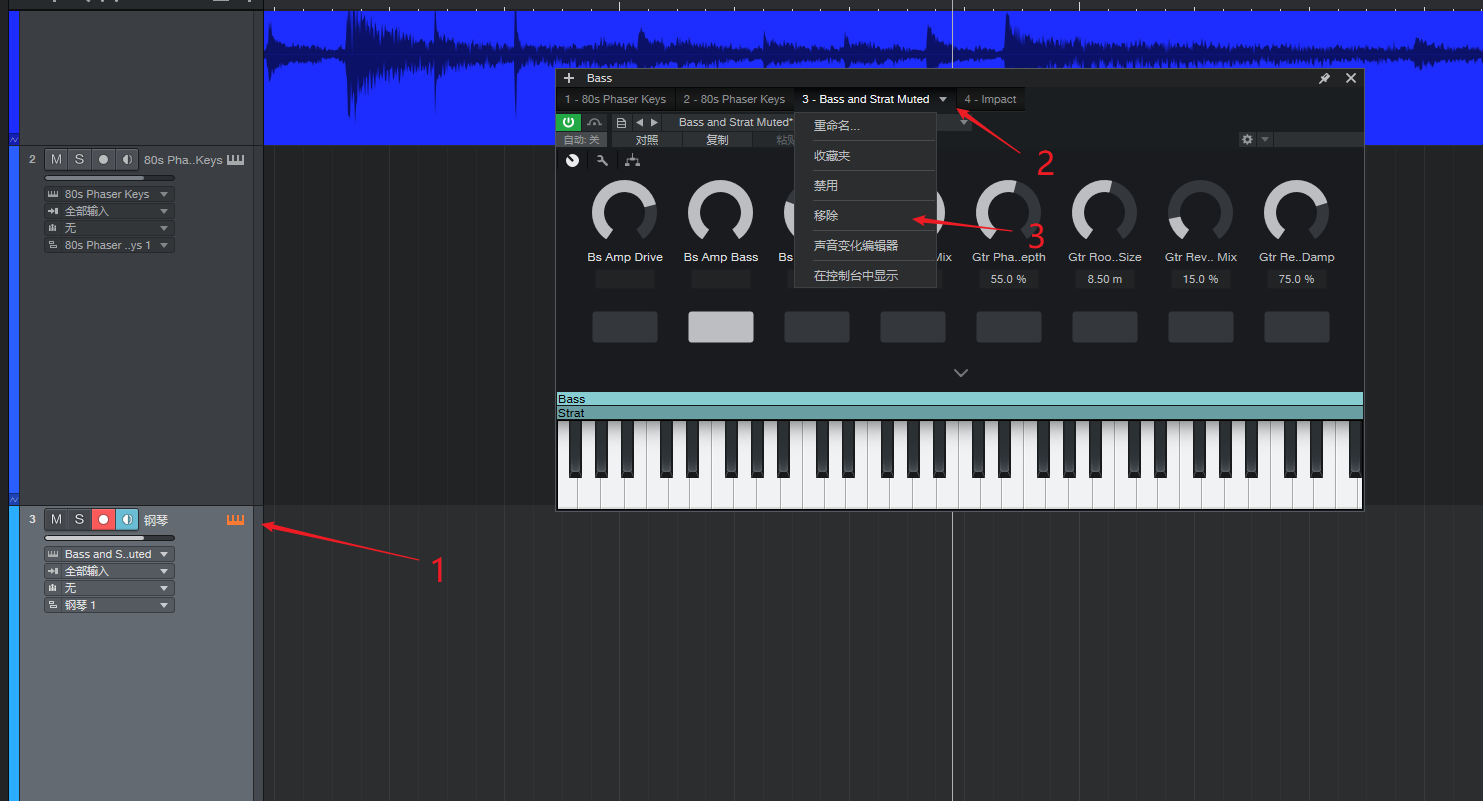 Bass
1 - 80s Phaser Keys 2 - 80s Phaser Keys 3 - Bass and Strat Muted 4 - Impact
Bass and Strat Muted*
自动: 关 对照 复制 粘贴
重命名...
收藏夹
禁用
移除
声音变化编辑器
在控制台中显示
2
3
Bs Amp Drive Bs Amp Bass Bs Mix Gtr Pha..epth Gtr Roo..Size Gtr Rev.. Mix Gtr Re..Damp
55.0 % 8.50 m 15.0 % 75.0 %
Bass
Strat
2 M S 80s Pha..Keys
80s Phaser Keys
全部输入
无
80s Phaser ..ys 1
3 M S 钢琴
Bass and S..uted
全部输入
无
钢琴 1
1